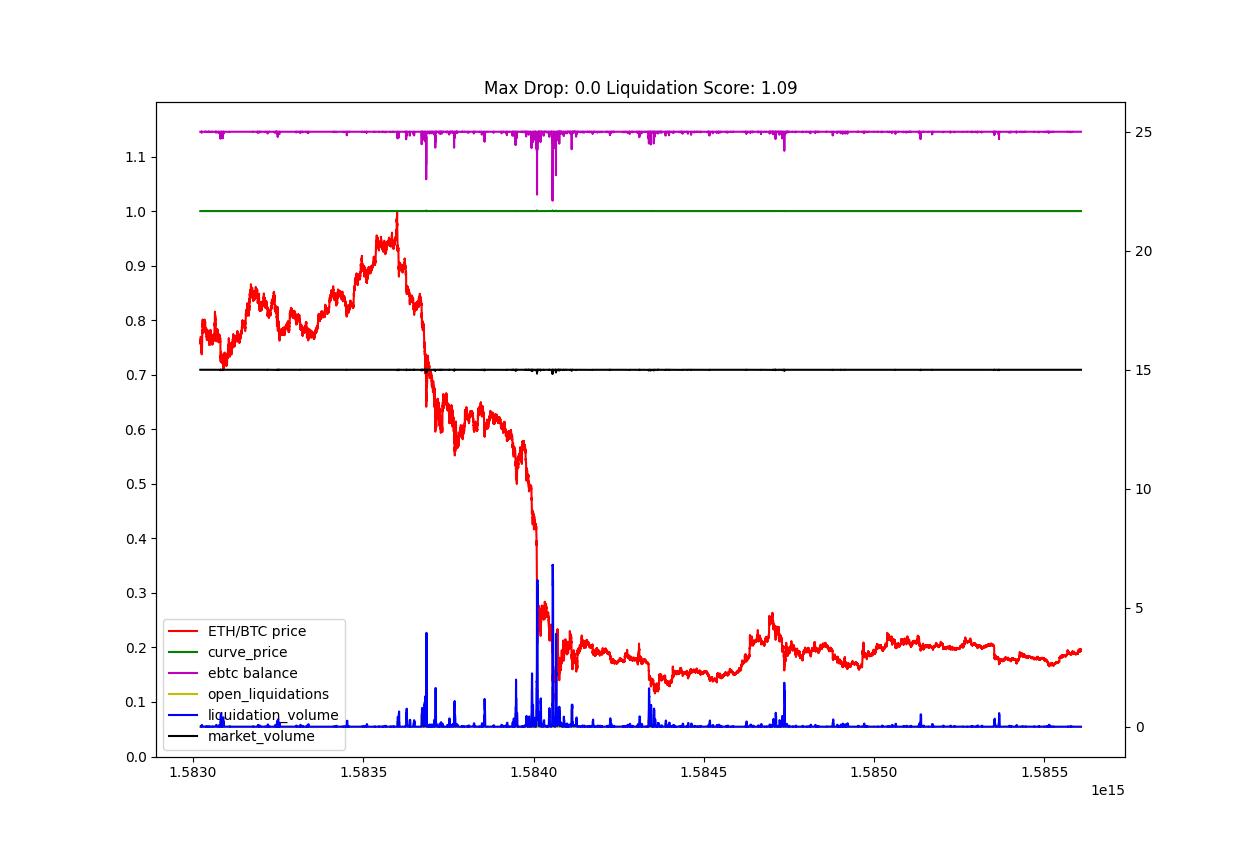 Max Drop: 0.0 Liquidation Score: 1.09
1.1
1.0
0.9
0.8
0.7
0.6
0.5
0.4
0.3
0.2
0.1
0.0
25
20
15
10
5
0
ETH/BTC price
curve_price
ebtc balance
open_liquidations
liquidation_volume
market_volume
1.5830 1.5835 1.5840 1.5845 1.5850 1.5855
1e15